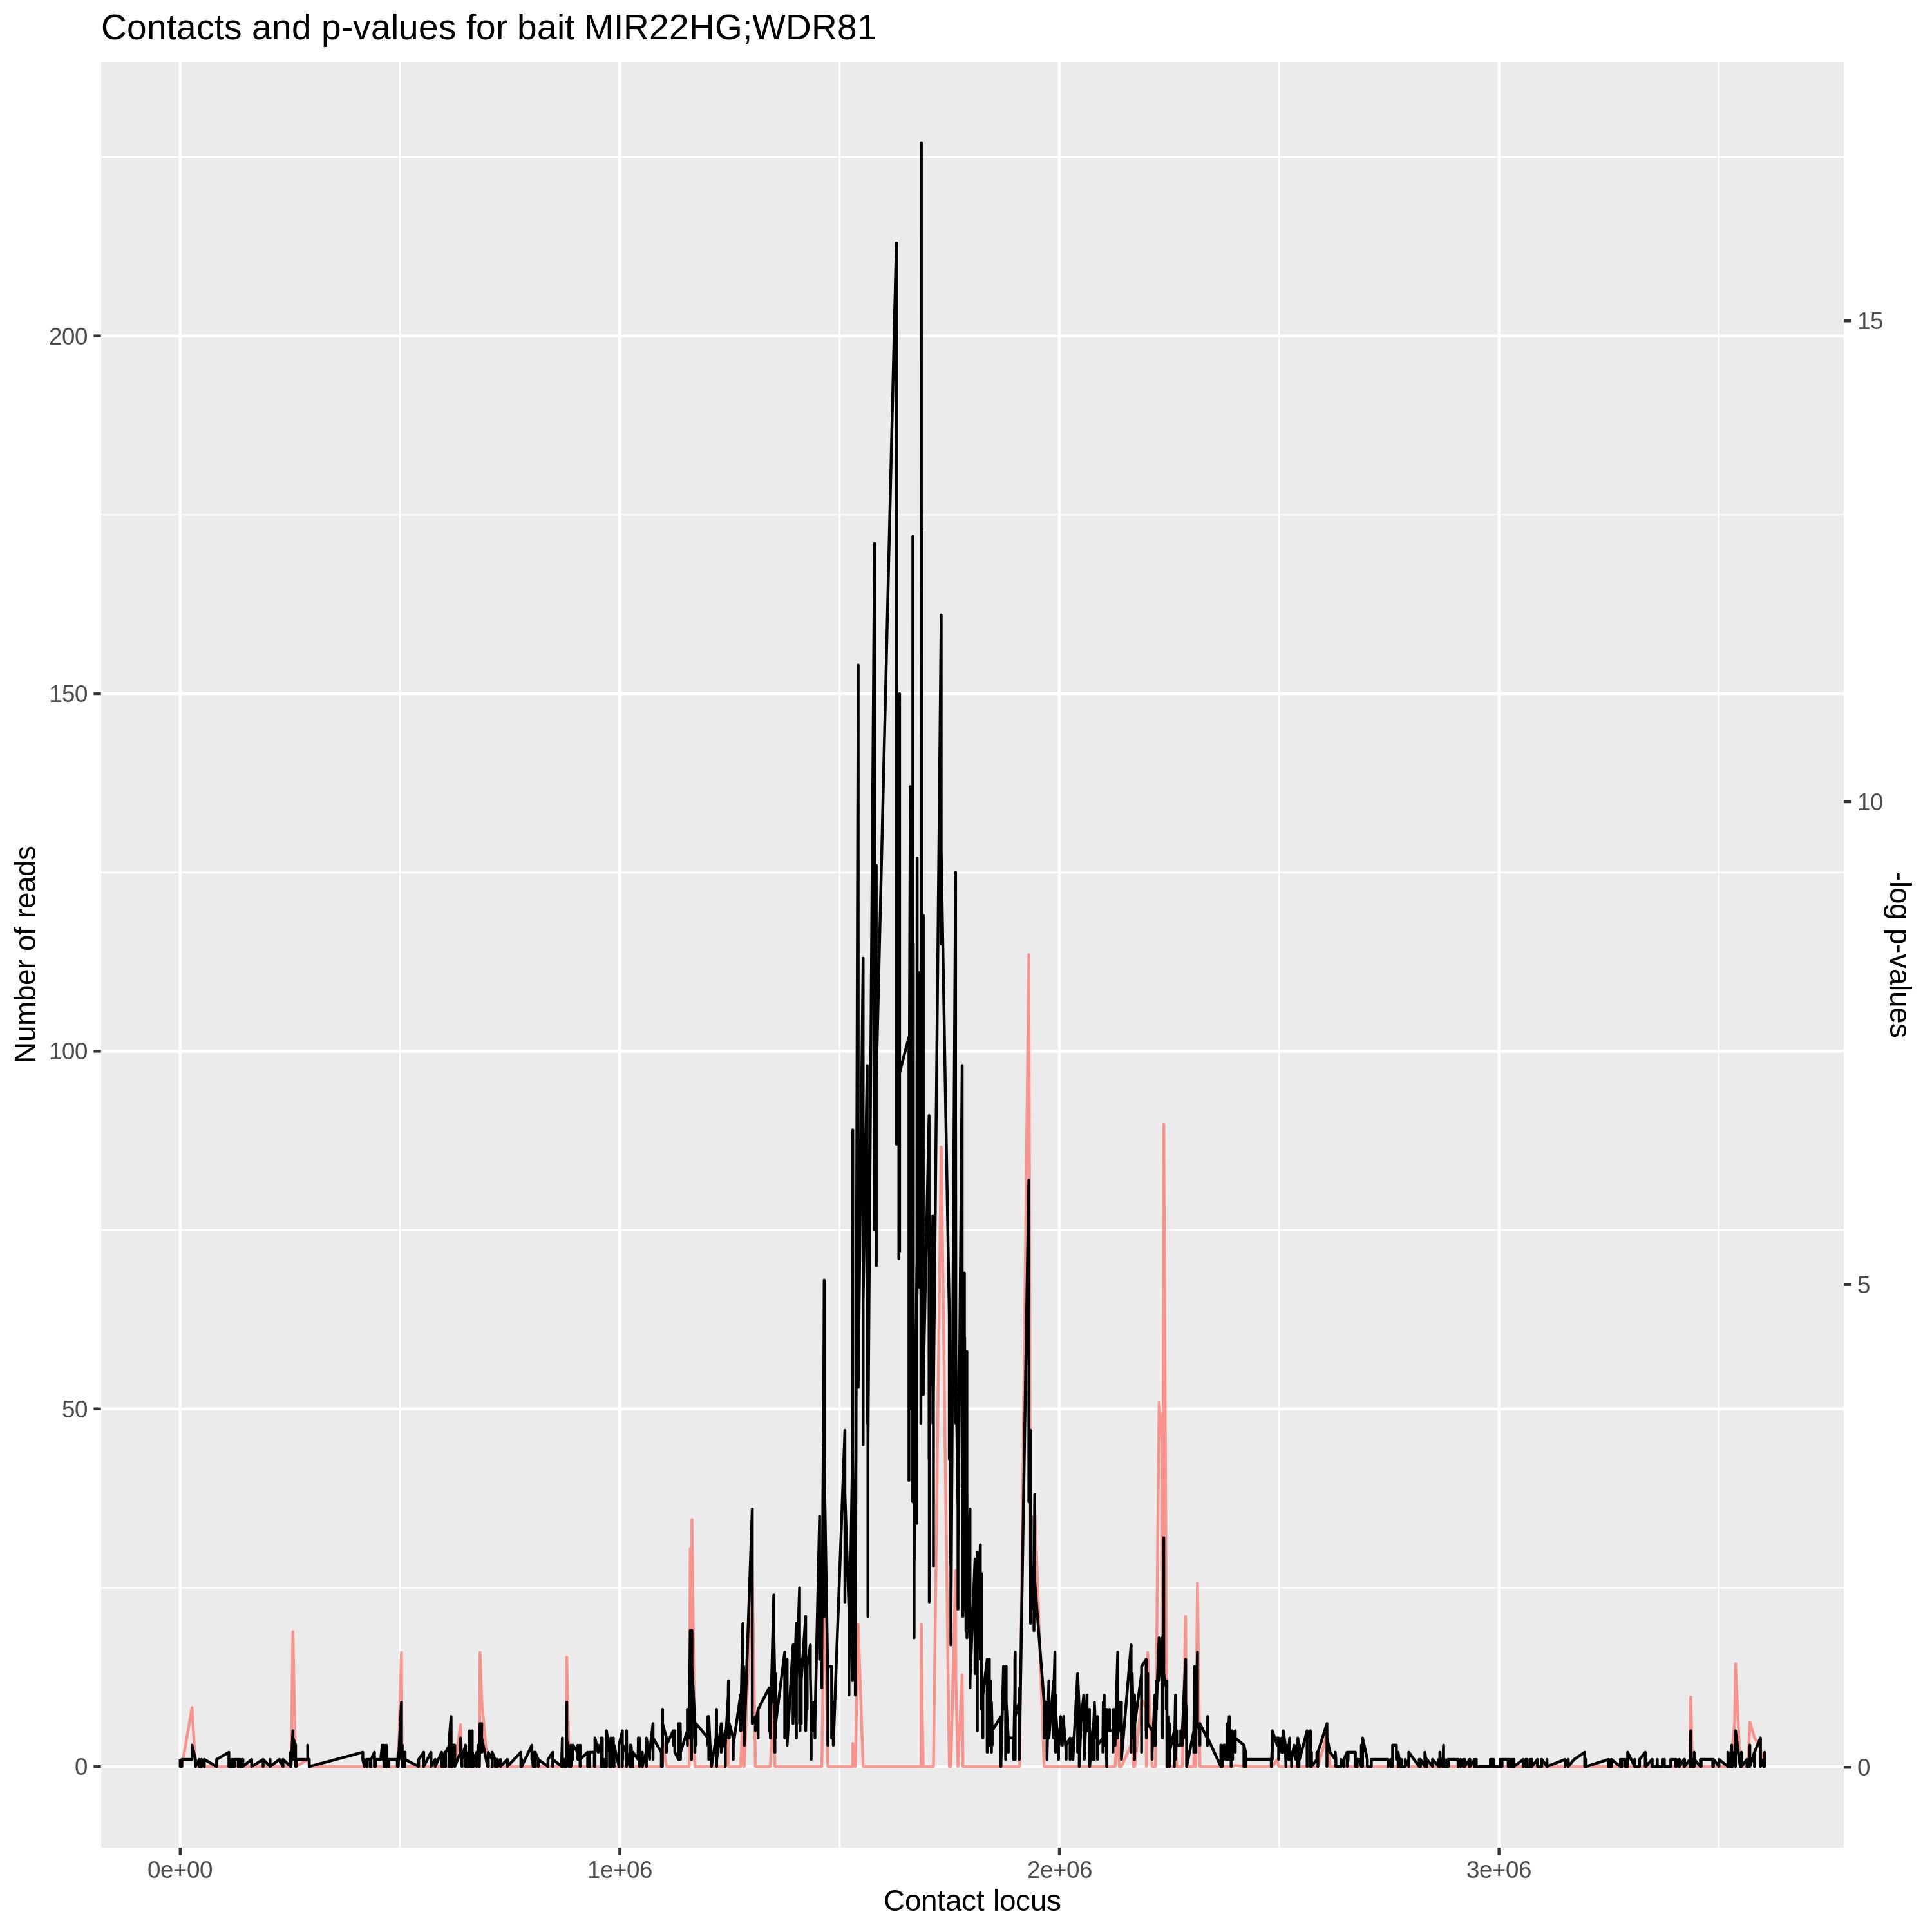 Contacts and p-values for bait MIR22HG;WDR81
Number of reads
200
150
100
50
0
15
10
5
0
-log p-values
0e+00 1e+06 2e+06 3e+06
Contact locus